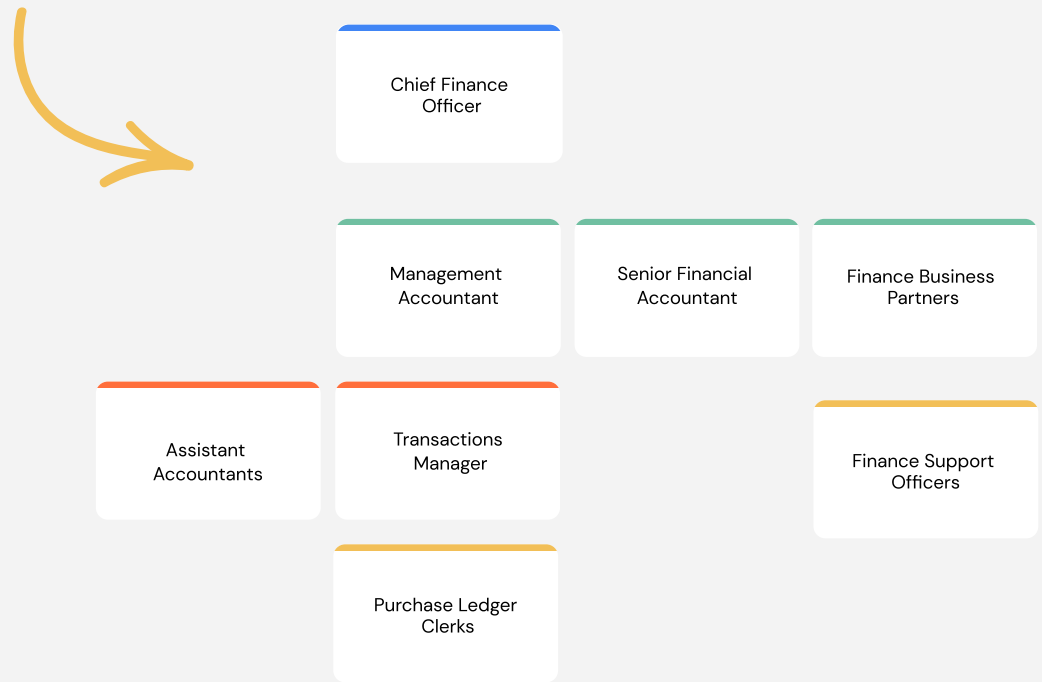 Chief Finance
Officer
Management
Accountant
Senior Financial
Accountant
Finance Business
Partners
Assistant
Accountants
Transactions
Manager
Finance Support
Officers
Purchase Ledger
Clerks